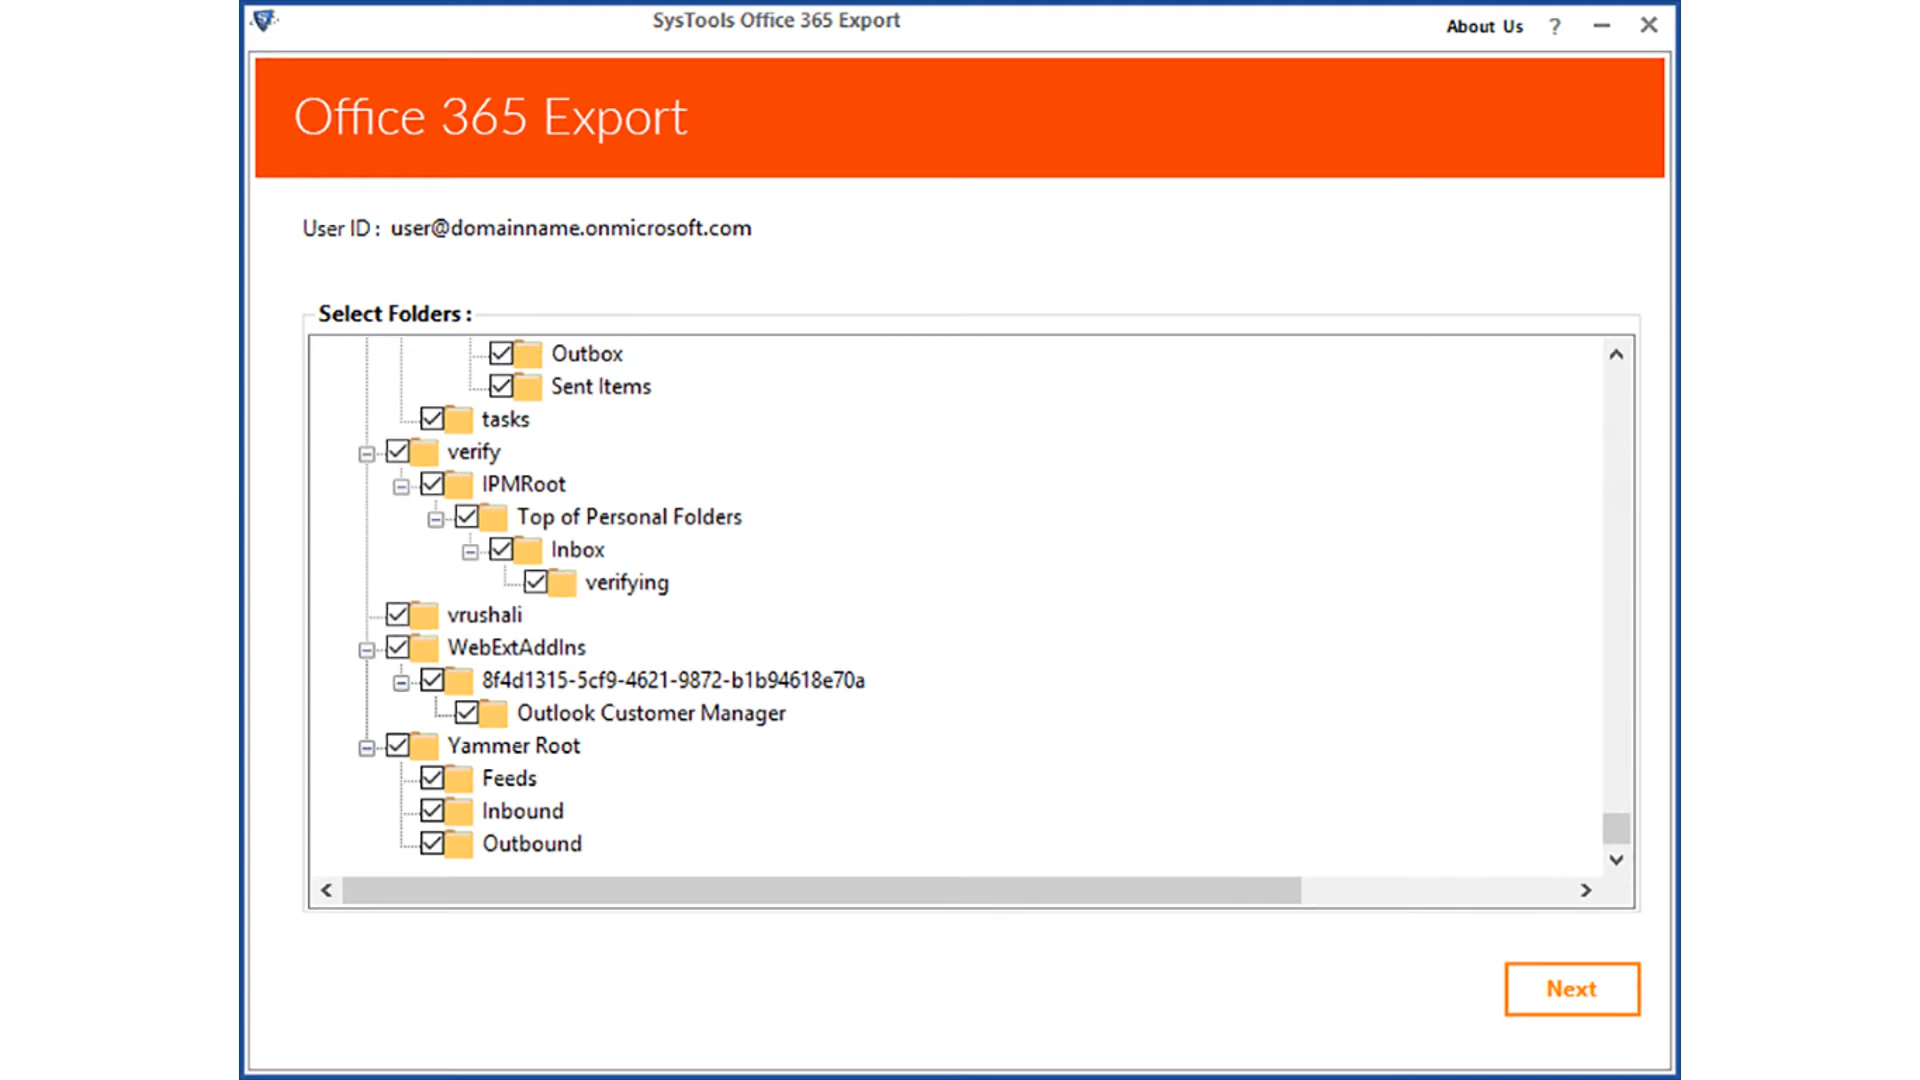 SysTools Office 365 Export
About Us ?
Office 365 Export
User ID : user@domainname.onmicrosoft.com
Select Folders :
Outbox
Sent Items
tasks
verify
IPMRoot
Top of Personal Folders
Inbox
verifying
vrushali
WebExtAddIns
8f4d1315-5cf9-4621-9872-b1b94618e70a
Outlook Customer Manager
Yammer Root
Feeds
Inbound
Outbound
Next